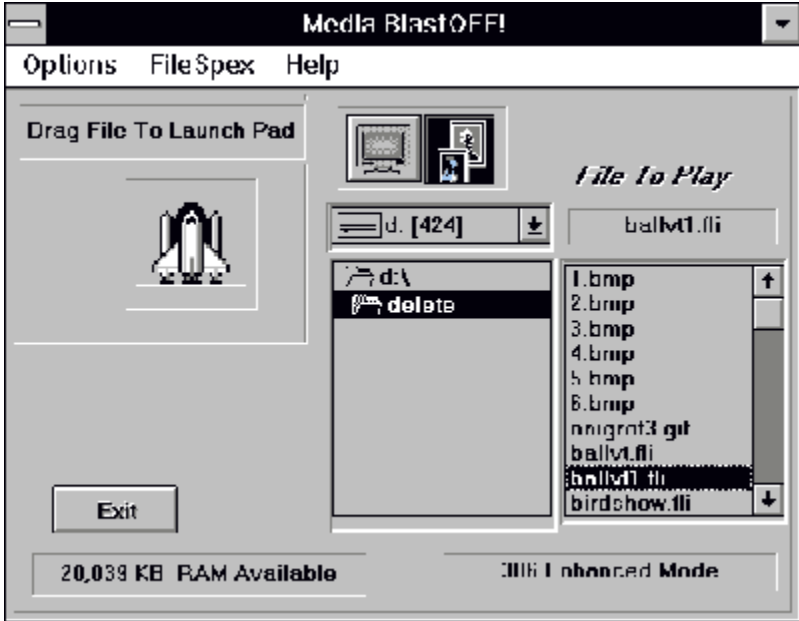 Media BlastOFF!
Options FileSpex Help
Drag File To Launch Pad
File To Play
d: [424]
ballvt1.fli
d:\
delete
1.bmp
2.bmp
3.bmp
4.bmp
5.bmp
6.bmp
ballvt.fli
ballvt1.fli
birdshow.fli
Exit
20,039 KB RAM Available
386 Enhanced Mode